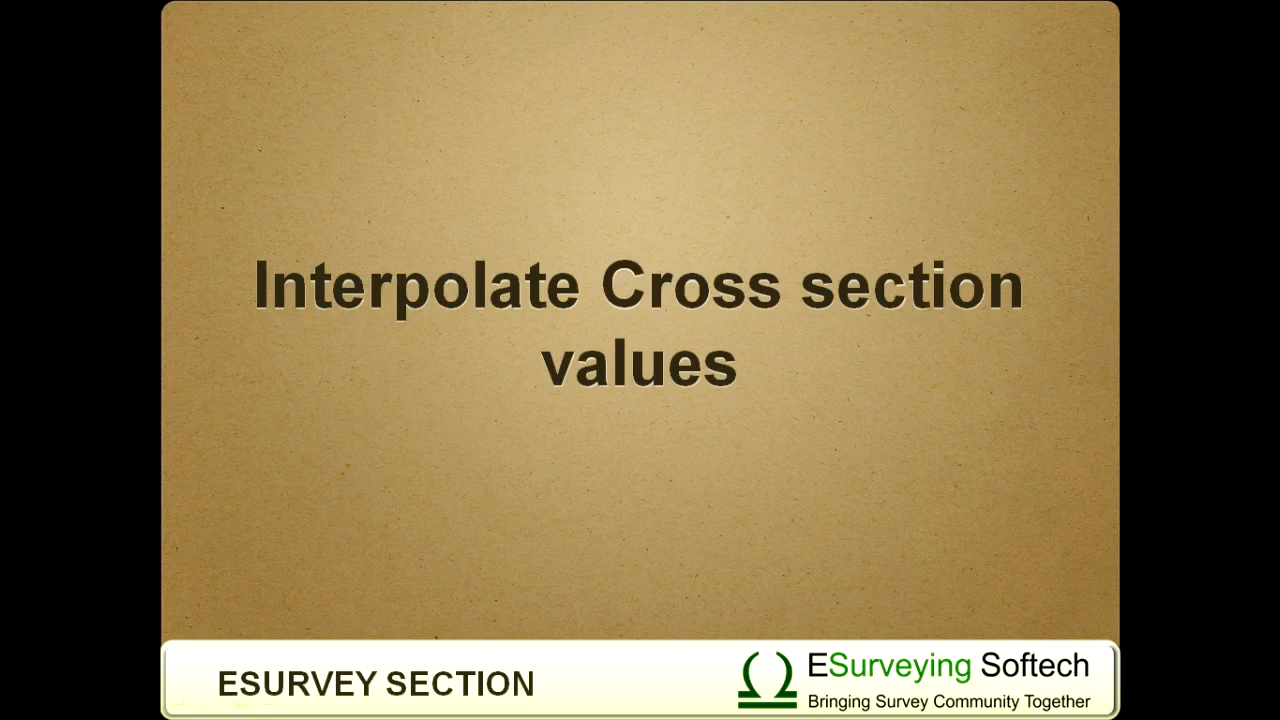 Interpolate Cross section
values
ESURVEY SECTION
ESurveying Softech
Bringing Survey Community Together